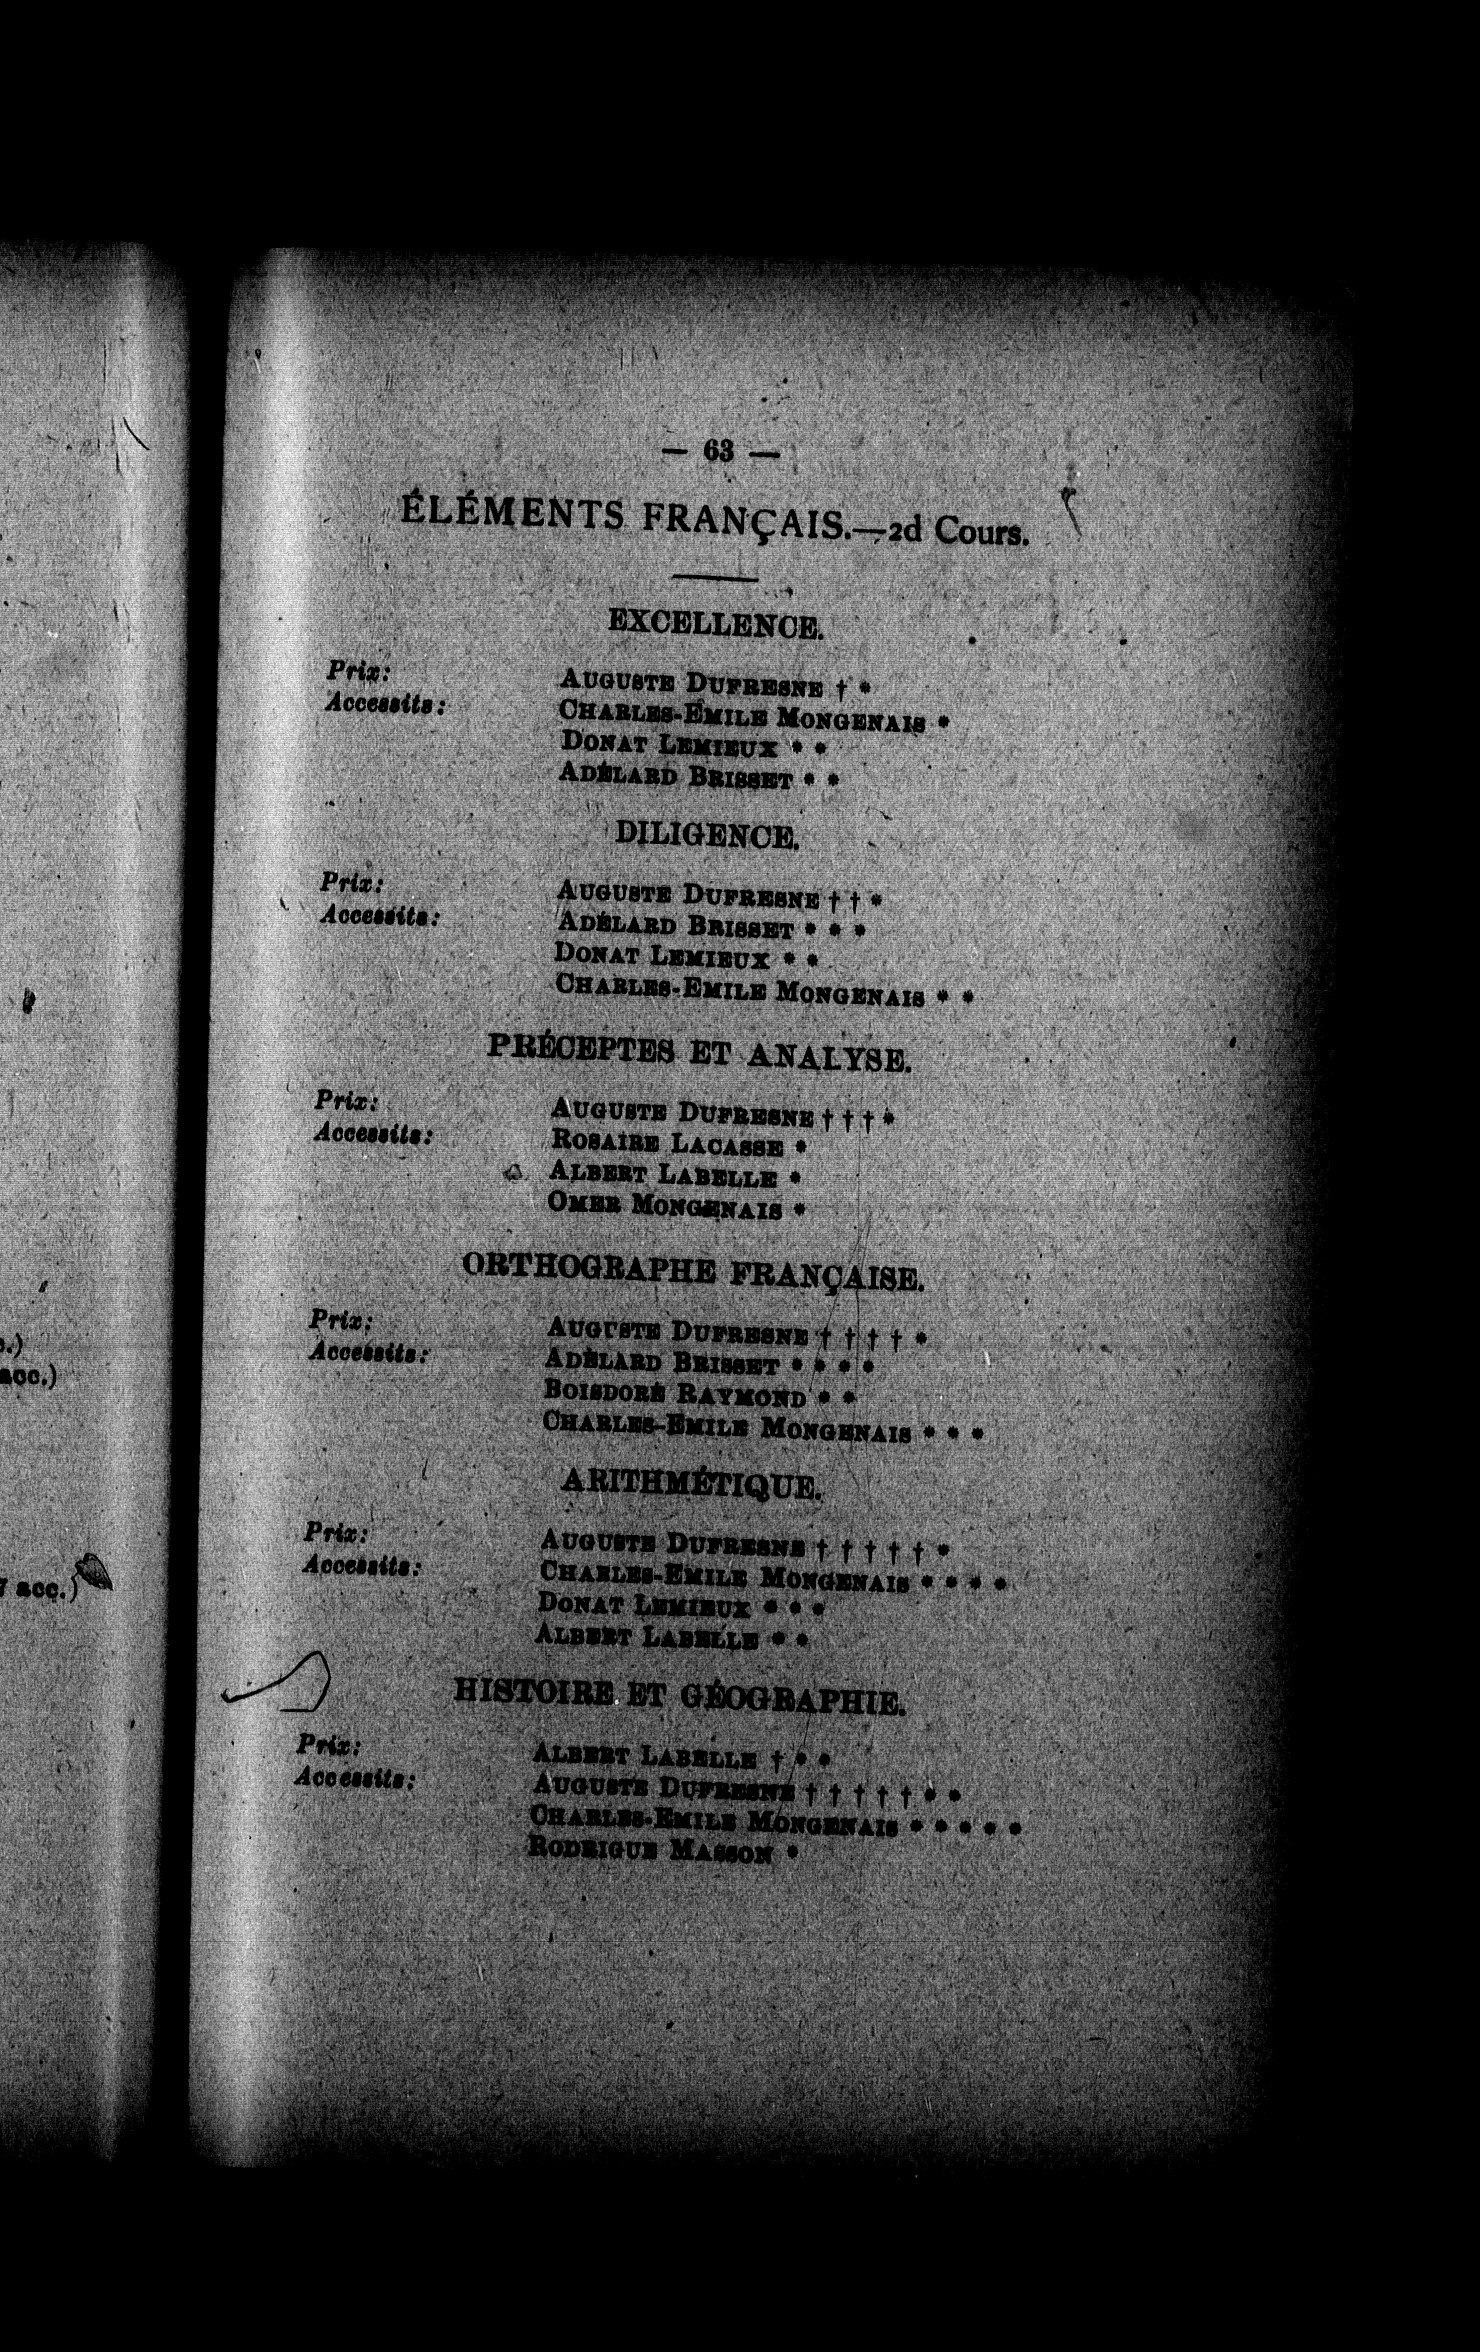 — 63 —
ÉLÉMENTS FRANÇAIS.—2d Cours.
EXCELLENCE.
Prix: AUGUSTE DUFRESNE † *
Accessits: CHARLES-EMILE MONGENAIS *
DONAT LEMIEUX * *
ADÉLARD BRISSET * *
DILIGENCE.
Prix: AUGUSTE DUFRESNE † † *
Accessits: ADÉLARD BRISSET * * *
DONAT LEMIEUX * *
CHARLES-EMILE MONGENAIS * *
PRÉCEPTES ET ANALYSE.
Prix: AUGUSTE DUFRESNE † † † *
Accessits: ROSAIRE LACASSE *
ALBERT LABELLE *
OMER MONGENAIS *
ORTHOGRAPHE FRANÇAISE.
Prix: AUGUSTE DUFRESNE † † † † *
Accessits: ADÉLARD BRISSET * * * *
BOISDORÉ RAYMOND * *
CHARLES-EMILE MONGENAIS * * *
ARITHMÉTIQUE.
Prix: AUGUSTE DUFRESNE † † † † † *
Accessits: CHARLES-EMILE MONGENAIS * * * *
DONAT LEMIEUX * * *
ALBERT LABELLE * *
HISTOIRE ET GÉOGRAPHIE.
Prix: ALBERT LABELLE † * *
Accessits: AUGUSTE DUFRESNE † † † † † * *
CHARLES-EMILE MONGENAIS * * * * *
RODRIGUE MASSON *
acc.)
7 acc.)